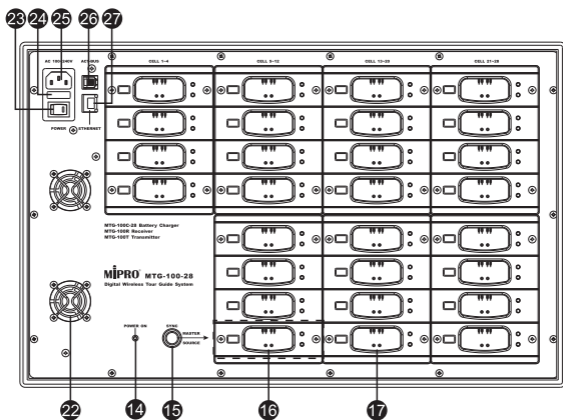 23 24 25 26 27
AC 100-240V
ACT-BUS
CELL 1-4
CELL 5-12
CELL 13-20
CELL 21-28
POWER
ETHERNET
MTG-100C-28 Battery Charger
MTG-100R Receiver
MTG-100T Transmitter
MIPRO MTG-100-28
Digital Wireless Tour Guide System
POWER ON
SYNC
MASTER
SOURCE
22 14 15 16 17